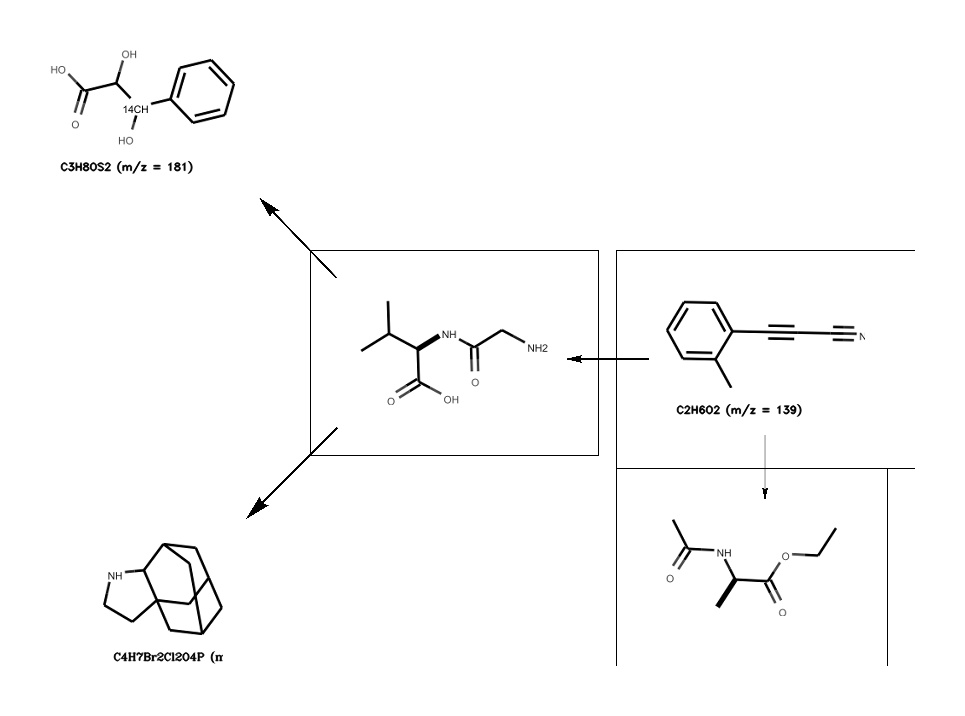 OH
HO
14CH
O
HO
C3H8OS2 (m/z = 181)
NH
NH2
O
O
OH
N
C2H6O2 (m/z = 139)
NH
O
O
O
NH
C4H7Br2Cl2O4P (m